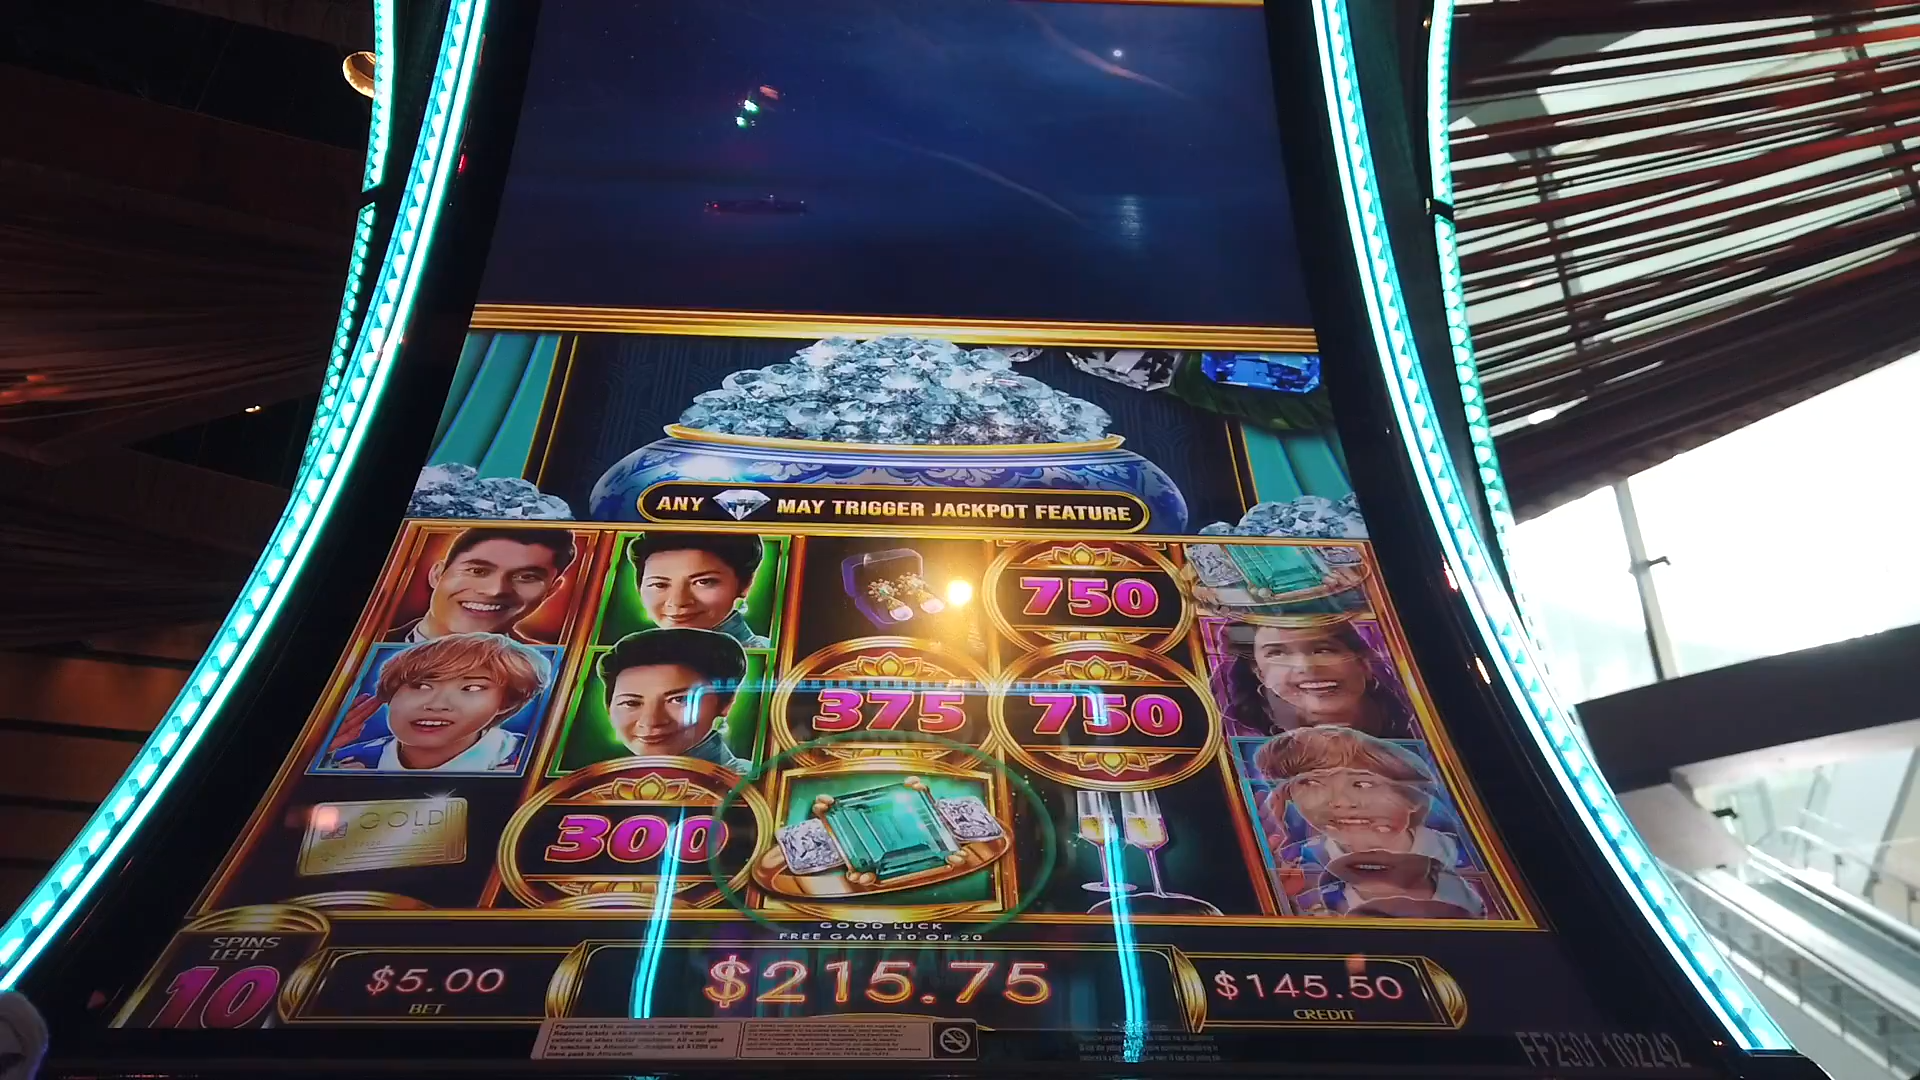 ANY MAY TRIGGER JACKPOT FEATURE
750
375
750
GOLD
300
GOOD LUCK
FREE GAME 10 OF 20
SPINS
LEFT
10
$5.00
BET
$215.75
$145.50
CREDIT
FF2501 102242